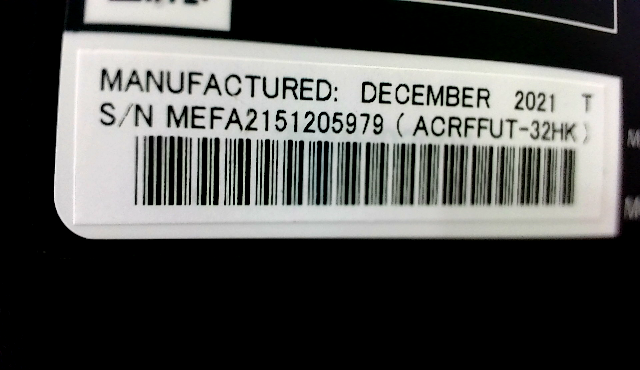 MANUFACTURED: DECEMBER 2021 T
S/N MEFA2151205979 ( ACRFFUT-32HK )